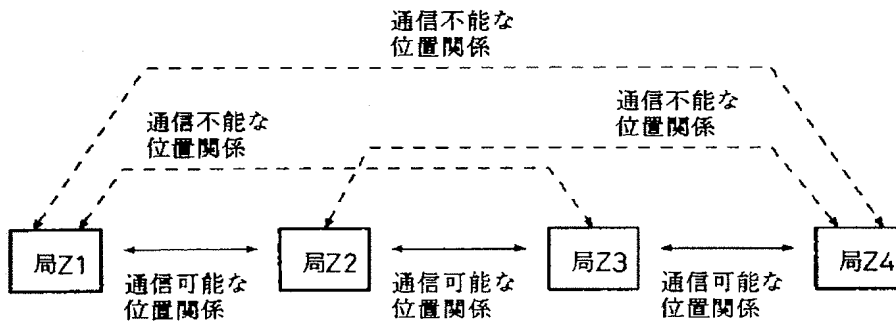 通信不能な
位置関係
通信不能な
位置関係
通信不能な
位置関係
局Z1
局Z2
局Z3
局Z4
通信可能な
位置関係
通信可能な
位置関係
通信可能な
位置関係